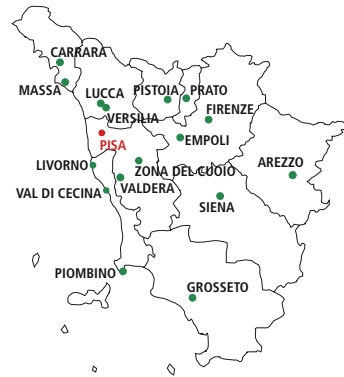 CARRARA
MASSA
LUCCA
PISTOIA
PRATO
VERSILIA
FIRENZE
PISA
EMPOLI
LIVORNO
ZONA DEL CUOIO
AREZZO
VAL DI CECINA
VALDERA
SIENA
PIOMBINO
GROSSETO